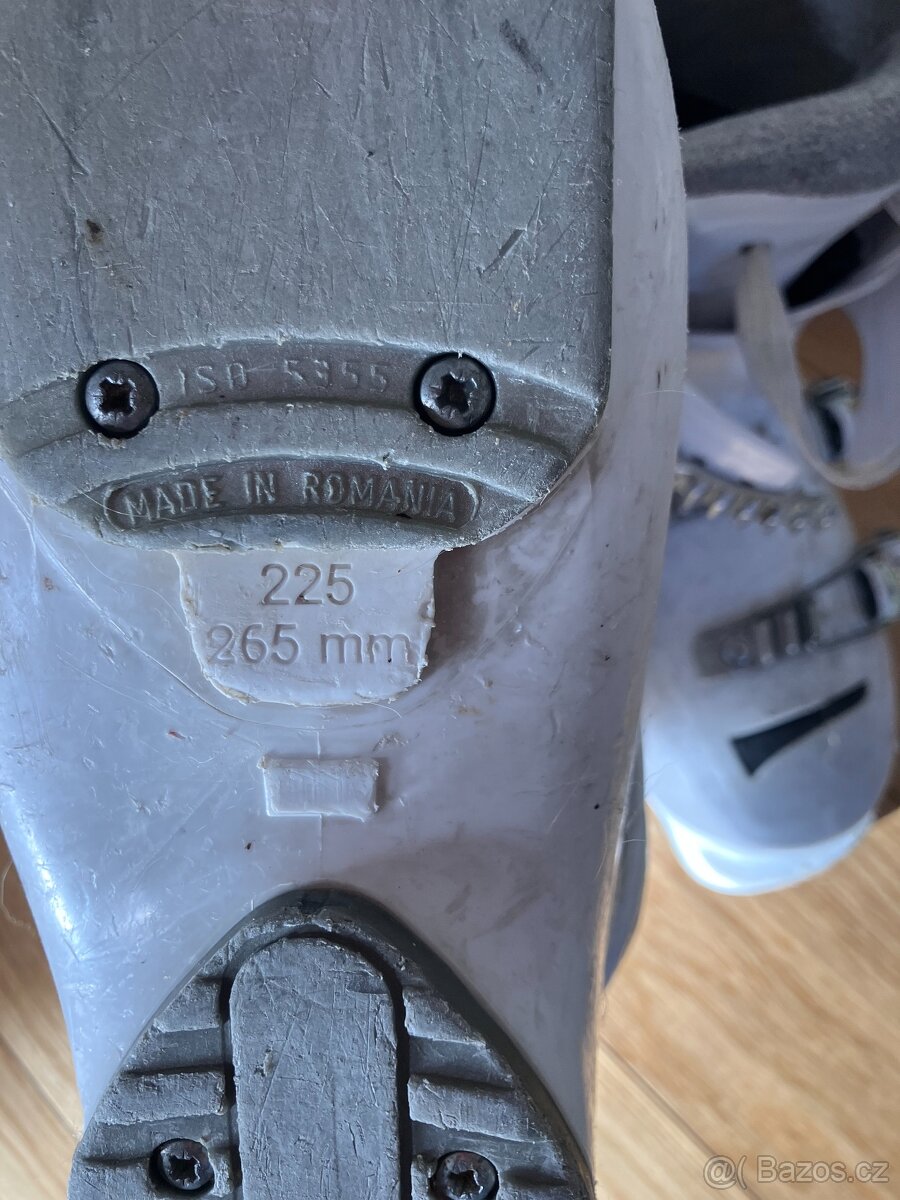 ISO 5355
MADE IN ROMANIA
225
265 mm
@( Bazos.cz